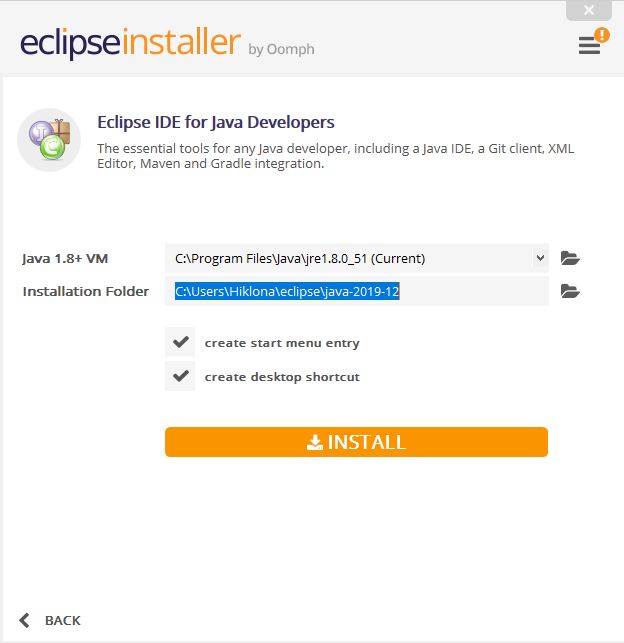 eclipseinstaller by Oomph
Eclipse IDE for Java Developers
The essential tools for any Java developer, including a Java IDE, a Git client, XML
Editor, Maven and Gradle integration.
Java 1.8+ VM C:\Program Files\Java\jre1.8.0_51 (Current)
Installation Folder C:\Users\Hiklona\eclipse\java-2019-12
create start menu entry
create desktop shortcut
INSTALL
BACK